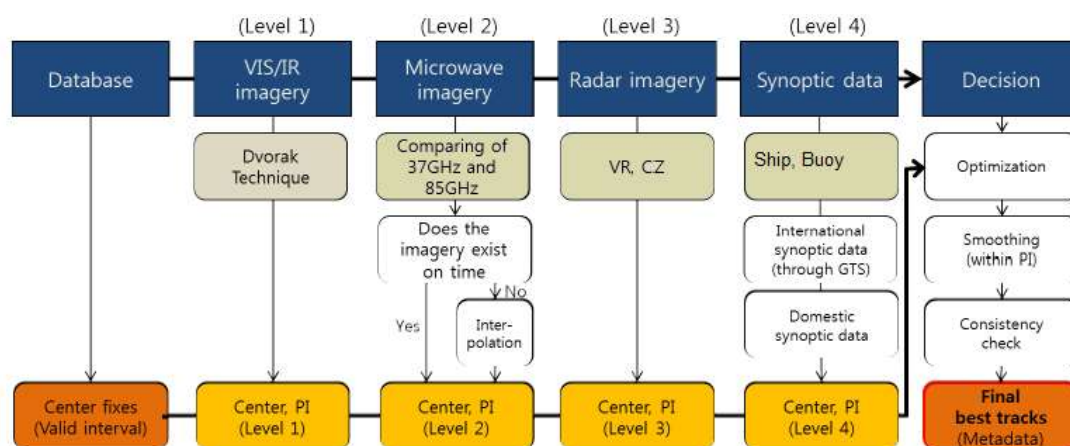 (Level 1)
(Level 2)
(Level 3)
(Level 4)
Database
VIS/IR
imagery
Microwave
imagery
Radar imagery
Synoptic data
Decision
Dvorak
Technique
Comparing of
37GHz and
85GHz
VR, CZ
Ship, Buoy
Optimization
Does the
imagery exist
on time
International
synoptic data
(through GTS)
Smoothing
(within PI)
No
Yes
Inter-
polation
Domestic
synoptic data
Consistency
check
Center fixes
(Valid interval)
Center, PI
(Level 1)
Center, PI
(Level 2)
Center, PI
(Level 3)
Center, PI
(Level 4)
Final
best tracks
(Metadata)